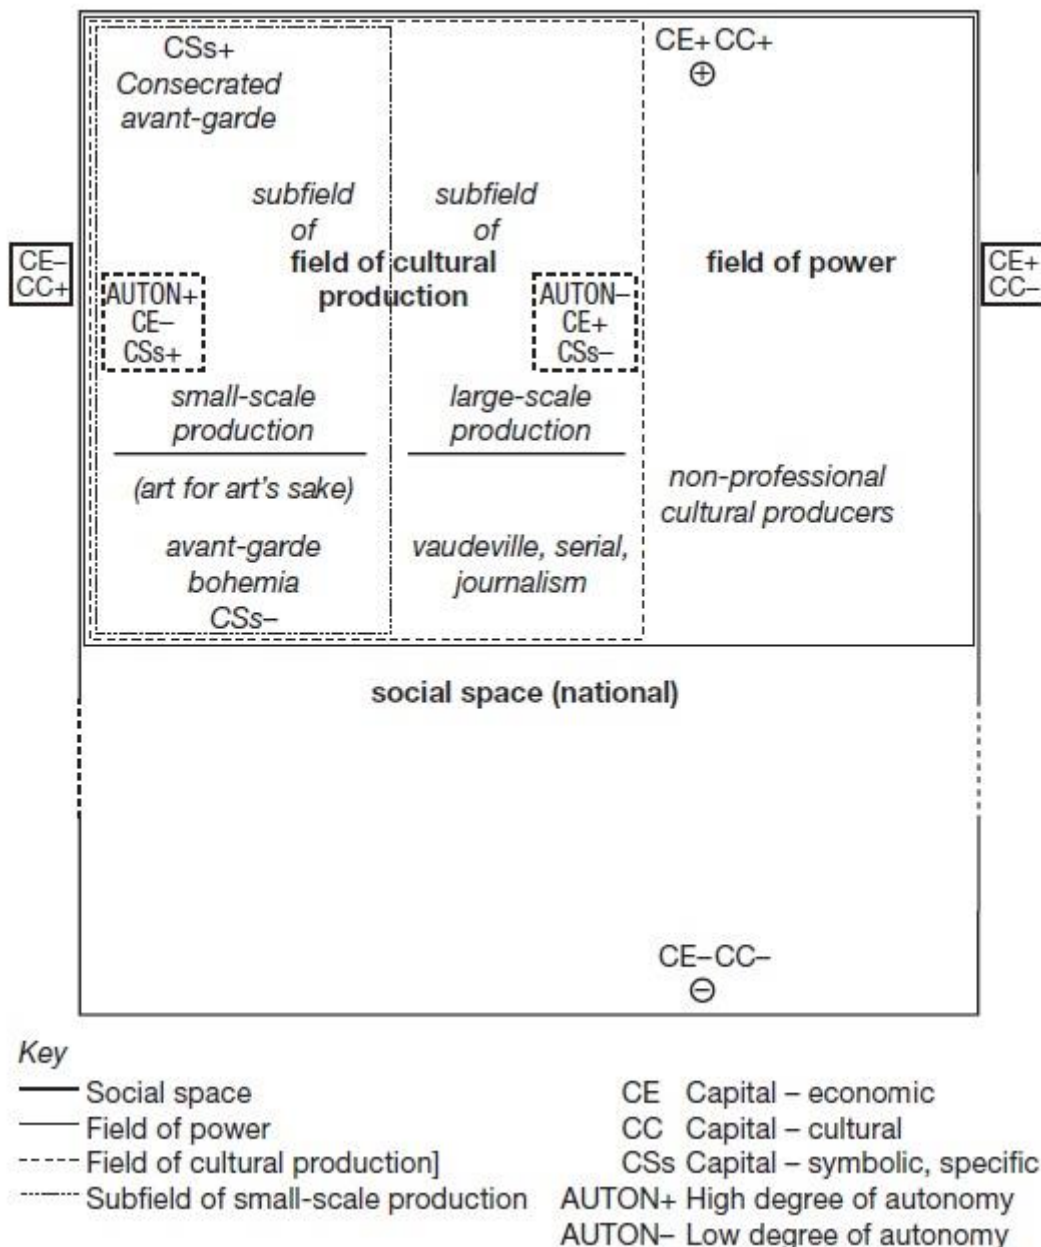 CSs+
Consecrated
avant-garde
CE+ CC+
+
subfield
of
subfield
of
field of cultural
production
field of power
CE–
CC+
CE+
CC–
AUTON+
CE–
CSs+
AUTON–
CE+
CSs–
small-scale
production
large-scale
production
(art for art's sake)
non-professional
cultural producers
avant-garde
bohemia
CSs–
vaudeville, serial,
journalism
social space (national)
CE– CC–
–
Key
Social space
Field of power
Field of cultural production]
Subfield of small-scale production
CE Capital – economic
CC Capital – cultural
CSs Capital – symbolic, specific
AUTON+ High degree of autonomy
AUTON– Low degree of autonomy